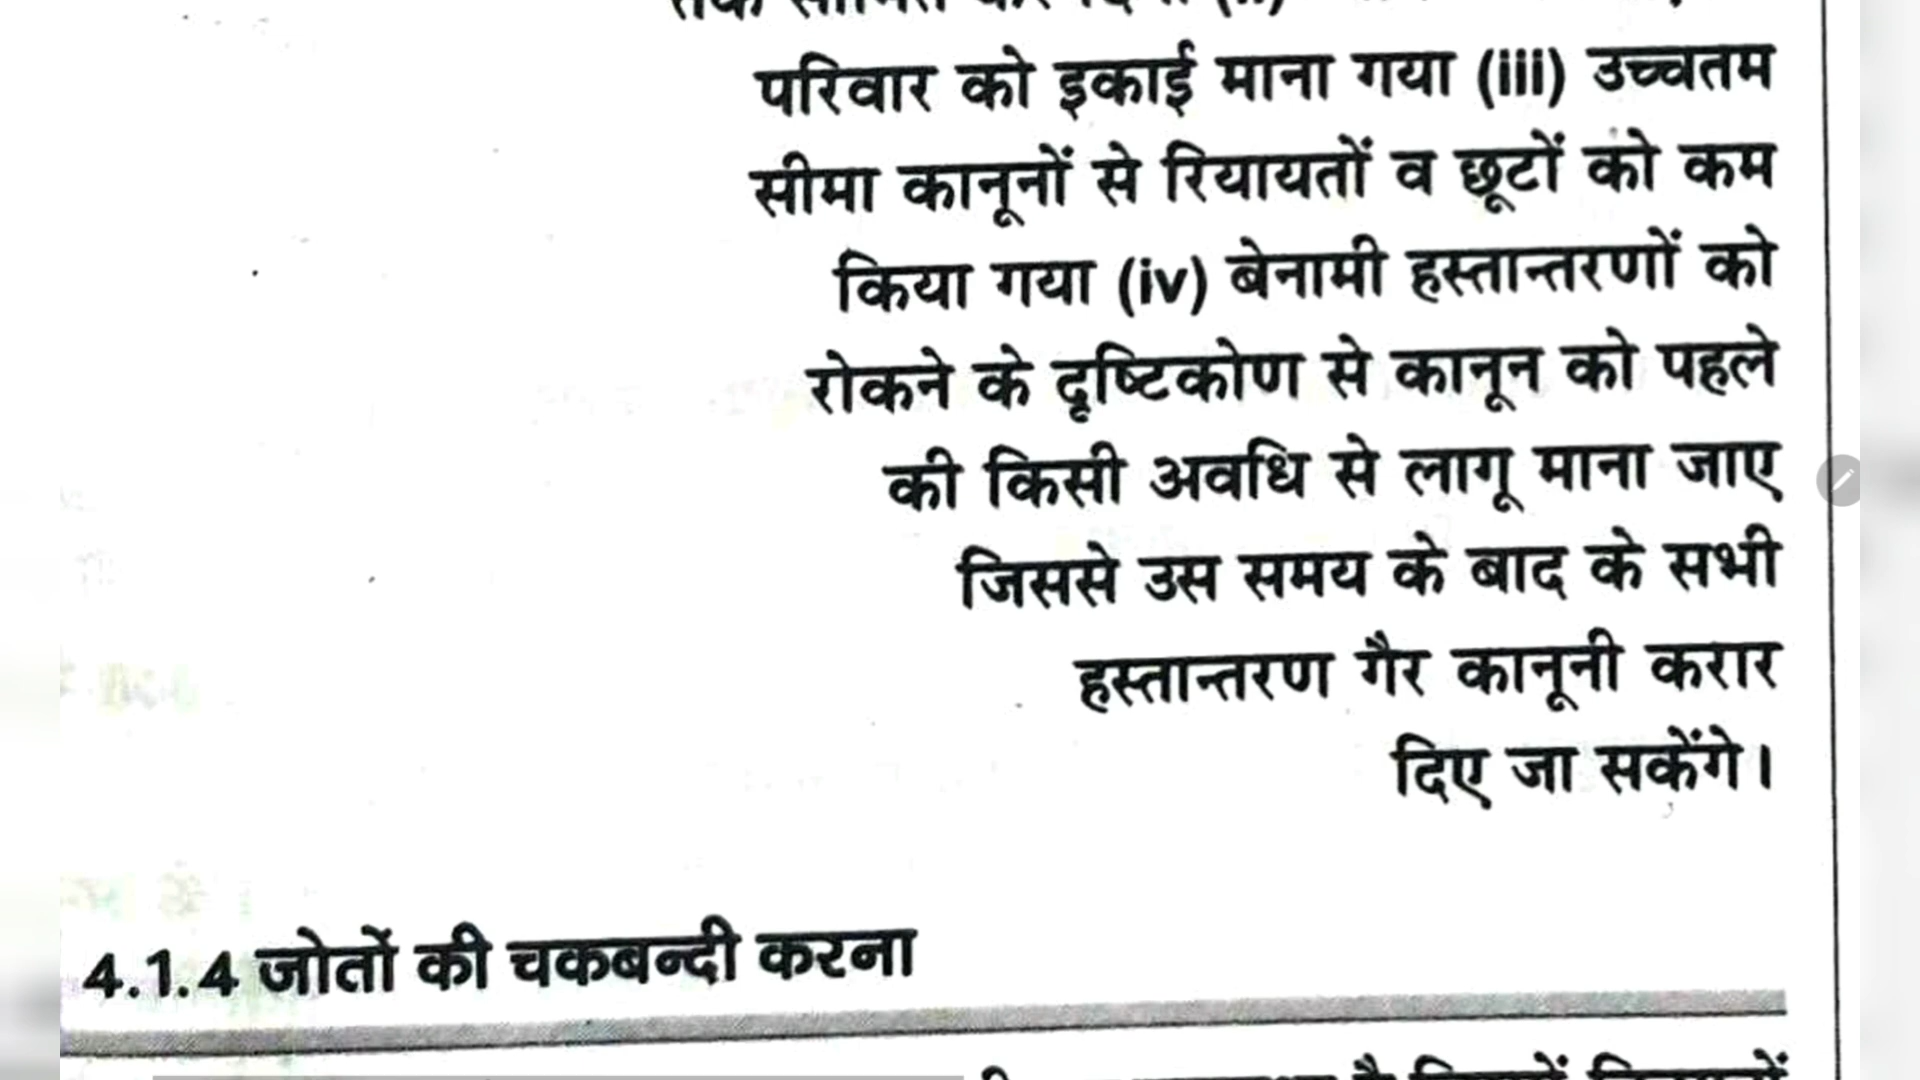 परिवार को इकाई माना गया (iii) उच्चतम
सीमा कानूनों से रियायतों व छूटों को कम
किया गया (iv) बेनामी हस्तान्तरणों को
रोकने के दृष्टिकोण से कानून को पहले
की किसी अवधि से लागू माना जाए
जिससे उस समय के बाद के सभी
हस्तान्तरण गैर कानूनी करार
दिए जा सकेंगे।
4.1.4 जोतों की चकबन्दी करना